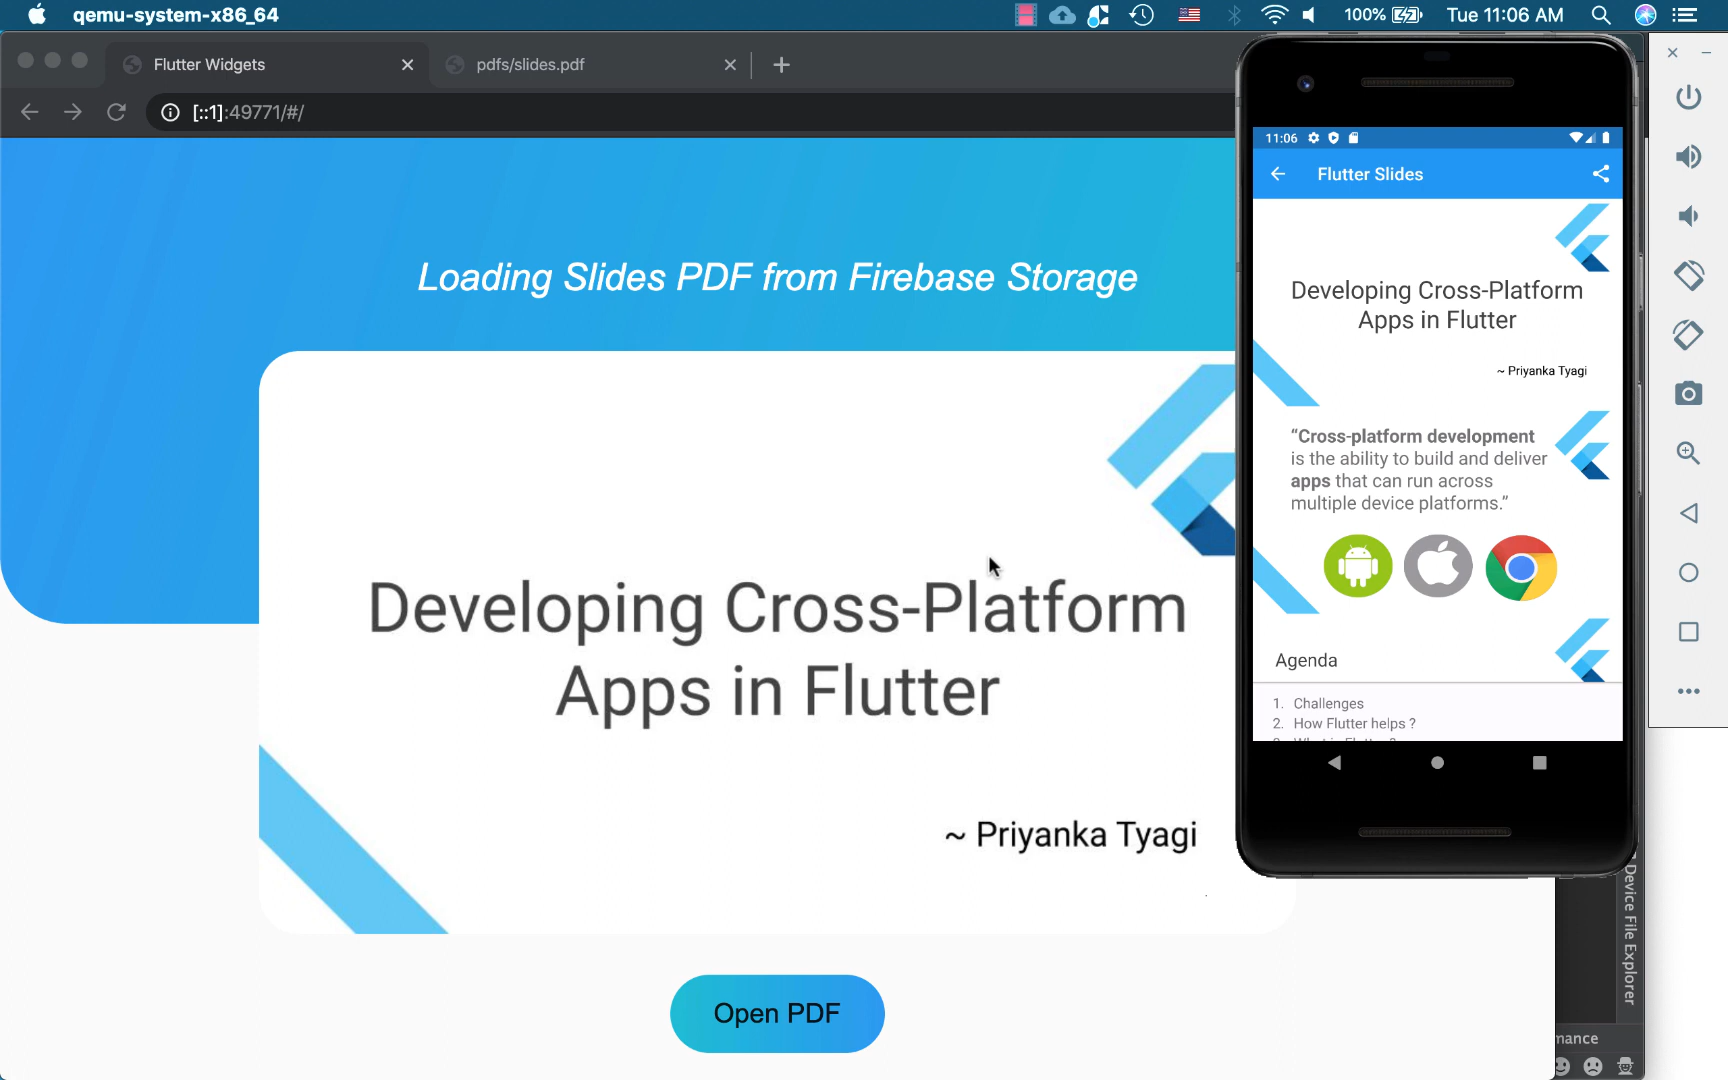 qemu-system-x86_64
100%
Tue 11:06 AM
Flutter Widgets
pdfs/slides.pdf
[::1]:49771/#/
Loading Slides PDF from Firebase Storage
Developing Cross-Platform
Apps in Flutter
~ Priyanka Tyagi
Open PDF
11:06
Flutter Slides
Developing Cross-Platform
Apps in Flutter
~ Priyanka Tyagi
“Cross-platform development
is the ability to build and deliver
apps that can run across
multiple device platforms.”
Agenda
1. Challenges
2. How Flutter helps ?
Device File Explorer
mance